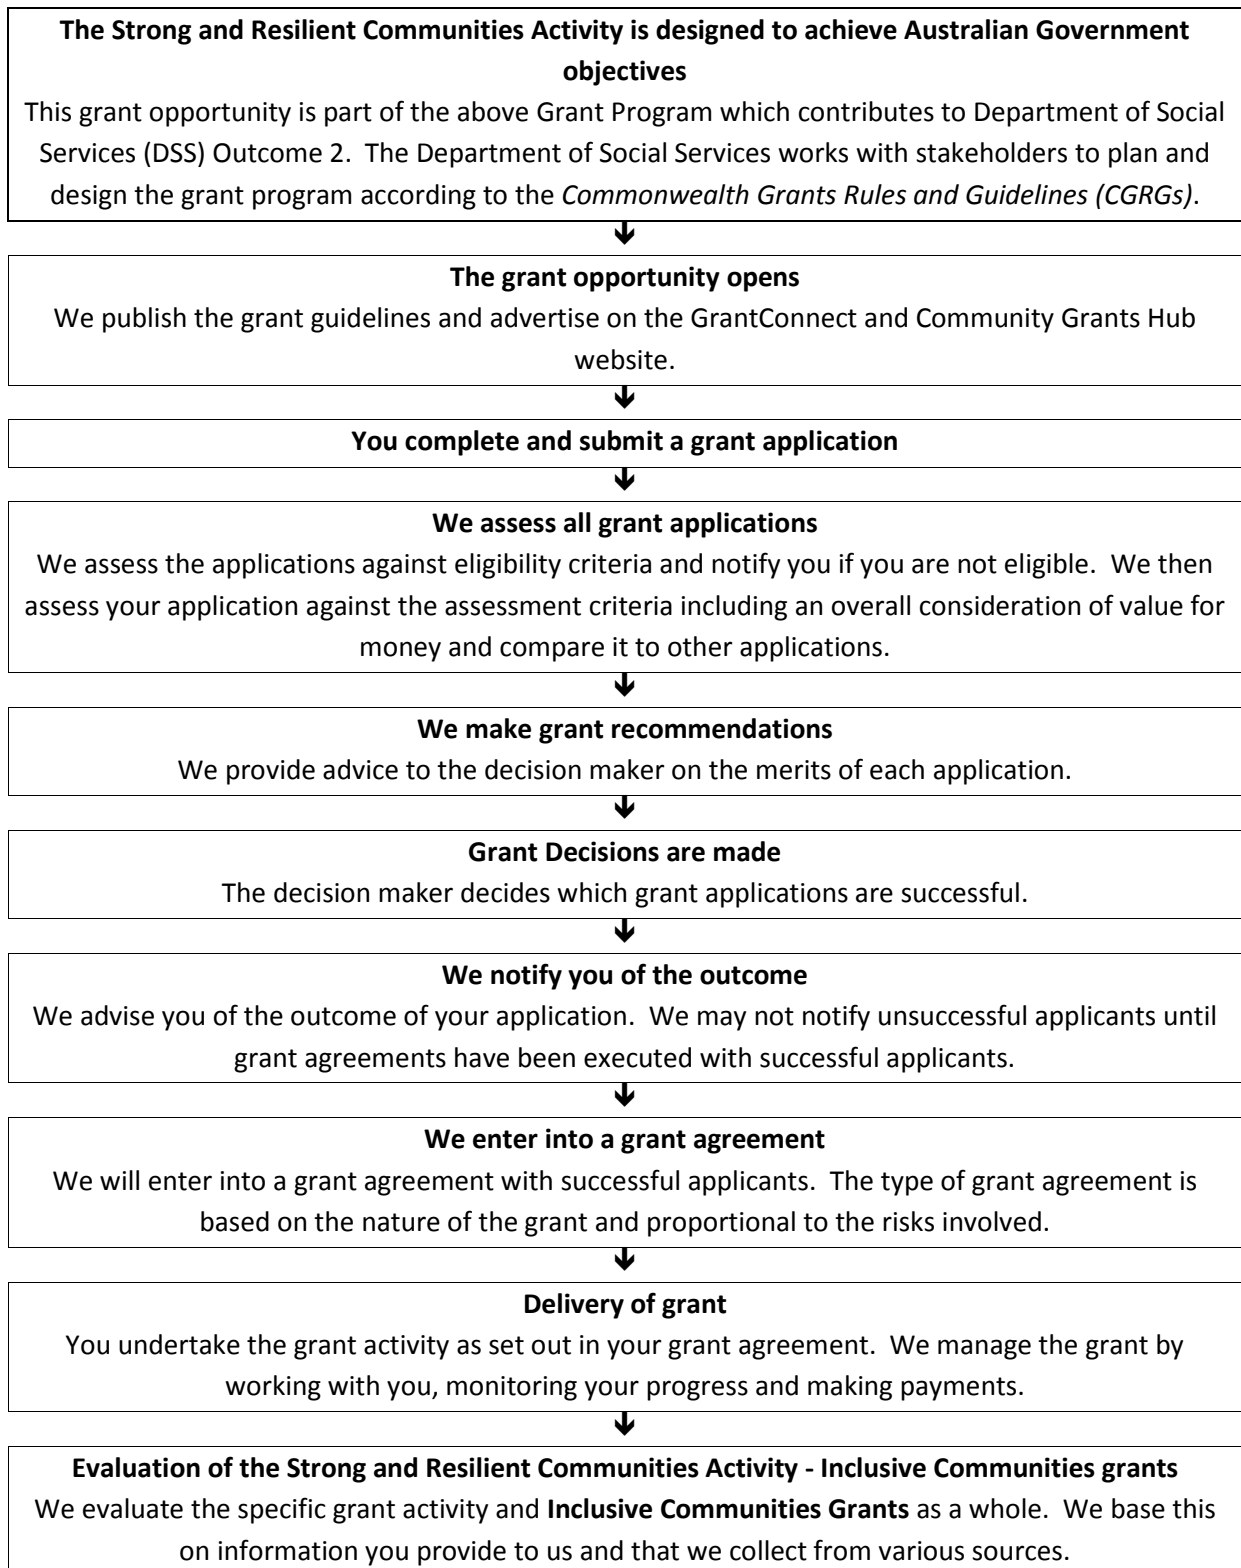 The Strong and Resilient Communities Activity is designed to achieve Australian Government
objectives
This grant opportunity is part of the above Grant Program which contributes to Department of Social
Services (DSS) Outcome 2.  The Department of Social Services works with stakeholders to plan and
design the grant program according to the Commonwealth Grants Rules and Guidelines (CGRGs).
The grant opportunity opens
We publish the grant guidelines and advertise on the GrantConnect and Community Grants Hub
website.
You complete and submit a grant application
We assess all grant applications
We assess the applications against eligibility criteria and notify you if you are not eligible.  We then
assess your application against the assessment criteria including an overall consideration of value for
money and compare it to other applications.
We make grant recommendations
We provide advice to the decision maker on the merits of each application.
Grant Decisions are made
The decision maker decides which grant applications are successful.
We notify you of the outcome
We advise you of the outcome of your application.  We may not notify unsuccessful applicants until
grant agreements have been executed with successful applicants.
We enter into a grant agreement
We will enter into a grant agreement with successful applicants.  The type of grant agreement is
based on the nature of the grant and proportional to the risks involved.
Delivery of grant
You undertake the grant activity as set out in your grant agreement.  We manage the grant by
working with you, monitoring your progress and making payments.
Evaluation of the Strong and Resilient Communities Activity - Inclusive Communities grants
We evaluate the specific grant activity and Inclusive Communities Grants as a whole.  We base this
on information you provide to us and that we collect from various sources.